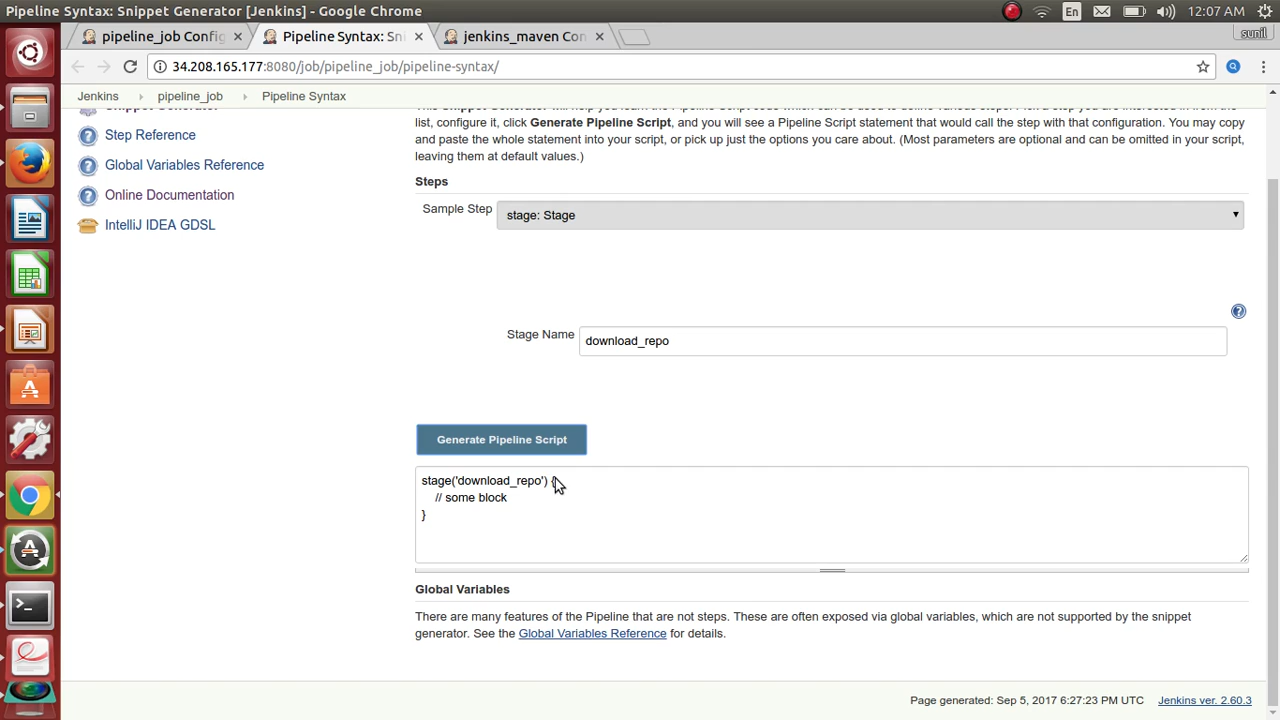 Pipeline Syntax: Snippet Generator [Jenkins] - Google Chrome
En
12:07 AM
pipeline_job Config
Pipeline Syntax: Sni
jenkins_maven Con
sunil
34.208.165.177:8080/job/pipeline_job/pipeline-syntax/
Jenkins
pipeline_job
Pipeline Syntax
Snippet Generator
Step Reference
Global Variables Reference
Online Documentation
IntelliJ IDEA GDSL
list, configure it, click Generate Pipeline Script, and you will see a Pipeline Script statement that would call the step with that configuration. You may copy
and paste the whole statement into your script, or pick up just the options you care about. (Most parameters are optional and can be omitted in your script,
leaving them at default values.)
Steps
Sample Step
stage: Stage
Stage Name
download_repo
Generate Pipeline Script
stage('download_repo') {
// some block
}
Global Variables
There are many features of the Pipeline that are not steps. These are often exposed via global variables, which are not supported by the snippet
generator. See the Global Variables Reference for details.
Page generated: Sep 5, 2017 6:27:23 PM UTC
Jenkins ver. 2.60.3